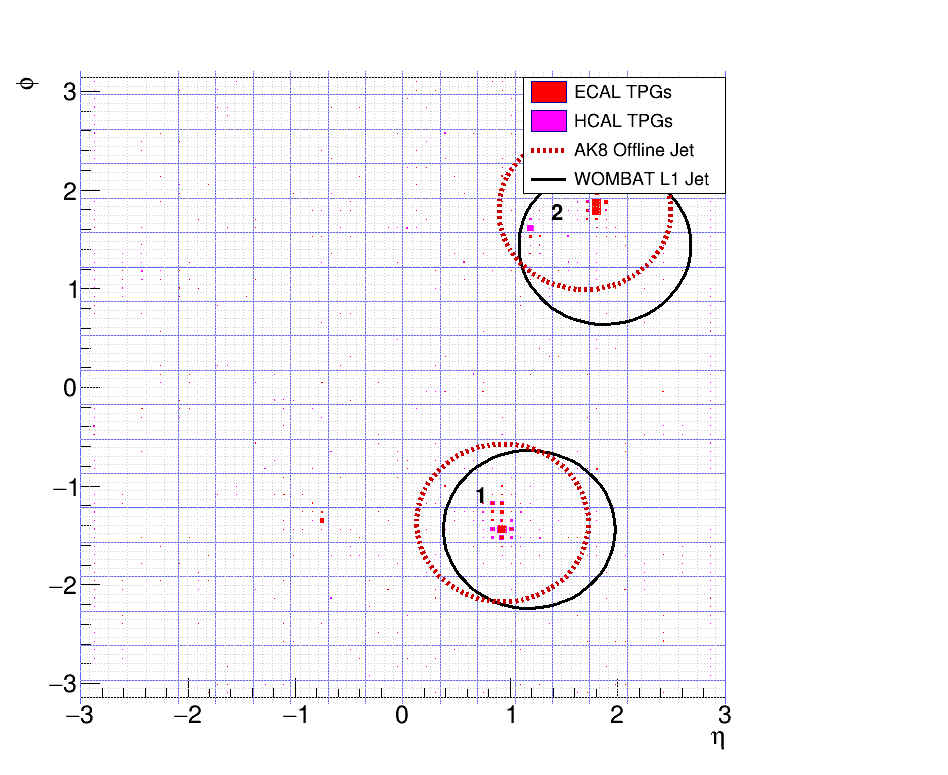 φ
3
2
1
0
−1
−2
−3
ECAL TPGs
HCAL TPGs
AK8 Offline Jet
WOMBAT L1 Jet
2
1
−3 −2 −1 0 1 2 3
η